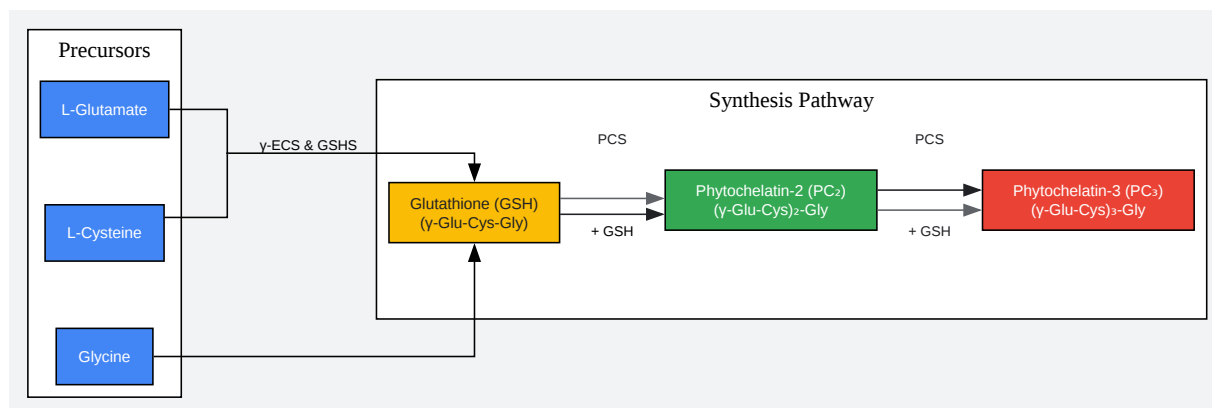 Precursors
L-Glutamate
L-Cysteine
Glycine
γ-ECS & GSHS
Synthesis Pathway
Glutathione (GSH)
(γ-Glu-Cys-Gly)
PCS
+ GSH
Phytochelatin-2 (PC₂)
(γ-Glu-Cys)₂-Gly
PCS
+ GSH
Phytochelatin-3 (PC₃)
(γ-Glu-Cys)₃-Gly